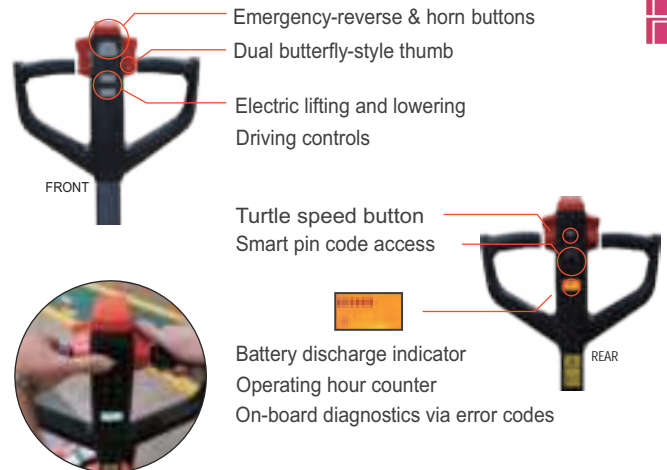 Emergency-reverse & horn buttons
Dual butterfly-style thumb
Electric lifting and lowering
Driving controls
FRONT
Turtle speed button
Smart pin code access
Battery discharge indicator
REAR
Operating hour counter
On-board diagnostics via error codes